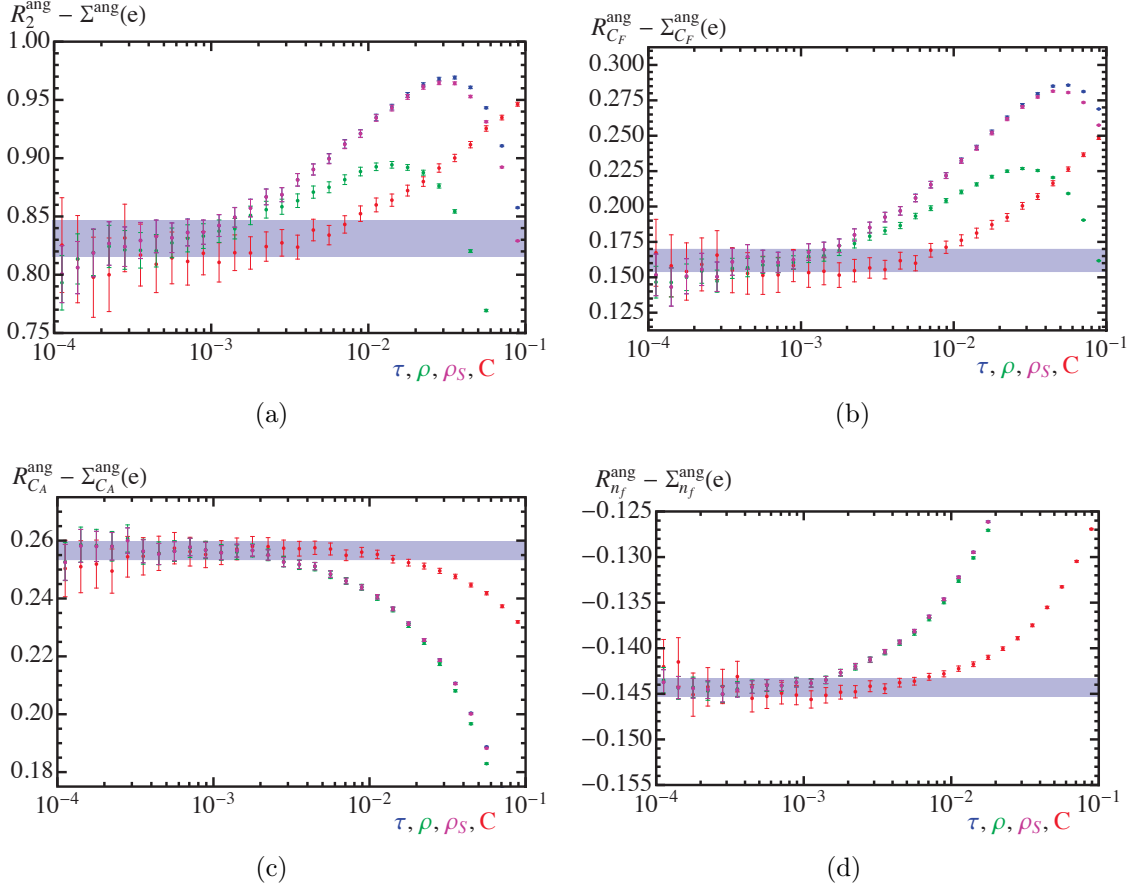 R₂^ang − Σ^ang(e)
1.00
0.95
0.90
0.85
0.80
0.75
10⁻⁴ 10⁻³ 10⁻² 10⁻¹
τ, ρ, ρ_S, C
(a)
R_{C_F}^ang − Σ_{C_F}^ang(e)
0.300
0.275
0.250
0.225
0.200
0.175
0.150
0.125
10⁻⁴ 10⁻³ 10⁻² 10⁻¹
τ, ρ, ρ_S, C
(b)
R_{C_A}^ang − Σ_{C_A}^ang(e)
0.26
0.24
0.22
0.20
0.18
10⁻⁴ 10⁻³ 10⁻² 10⁻¹
τ, ρ, ρ_S, C
(c)
R_{n_f}^ang − Σ_{n_f}^ang(e)
−0.125
−0.130
−0.135
−0.140
−0.145
−0.150
−0.155
10⁻⁴ 10⁻³ 10⁻² 10⁻¹
τ, ρ, ρ_S, C
(d)